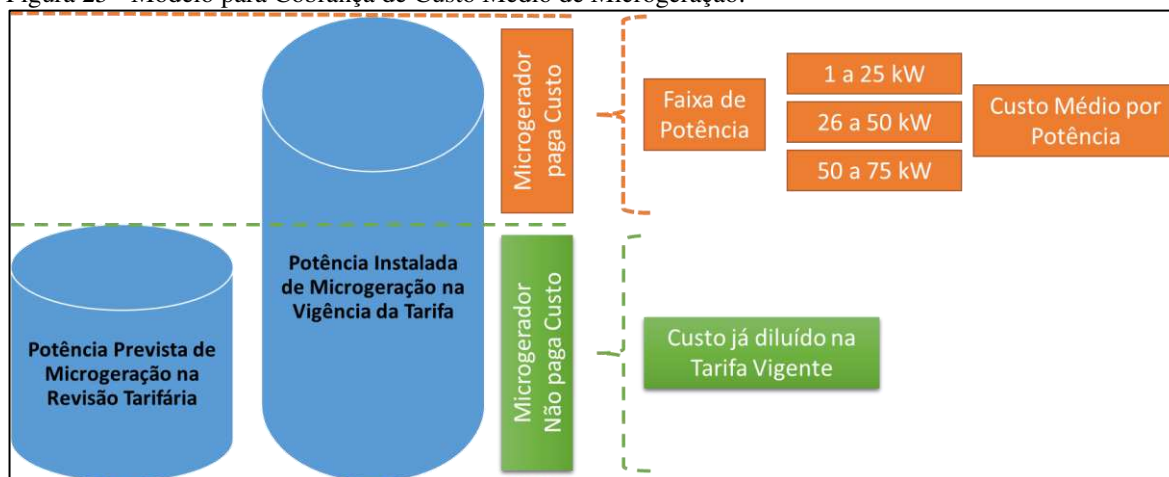 Figura 25 - Modelo para Cobrança de Custo Médio de Microgeração.
Potência Prevista de
Microgeração na
Revisão Tarifária
Potência Instalada
de Microgeração na
Vigência da Tarifa
Microgerador
paga Custo
Microgerador
Não paga Custo
Faixa de
Potência
1 a 25 kW
26 a 50 kW
50 a 75 kW
Custo Médio por
Potência
Custo já diluído na
Tarifa Vigente